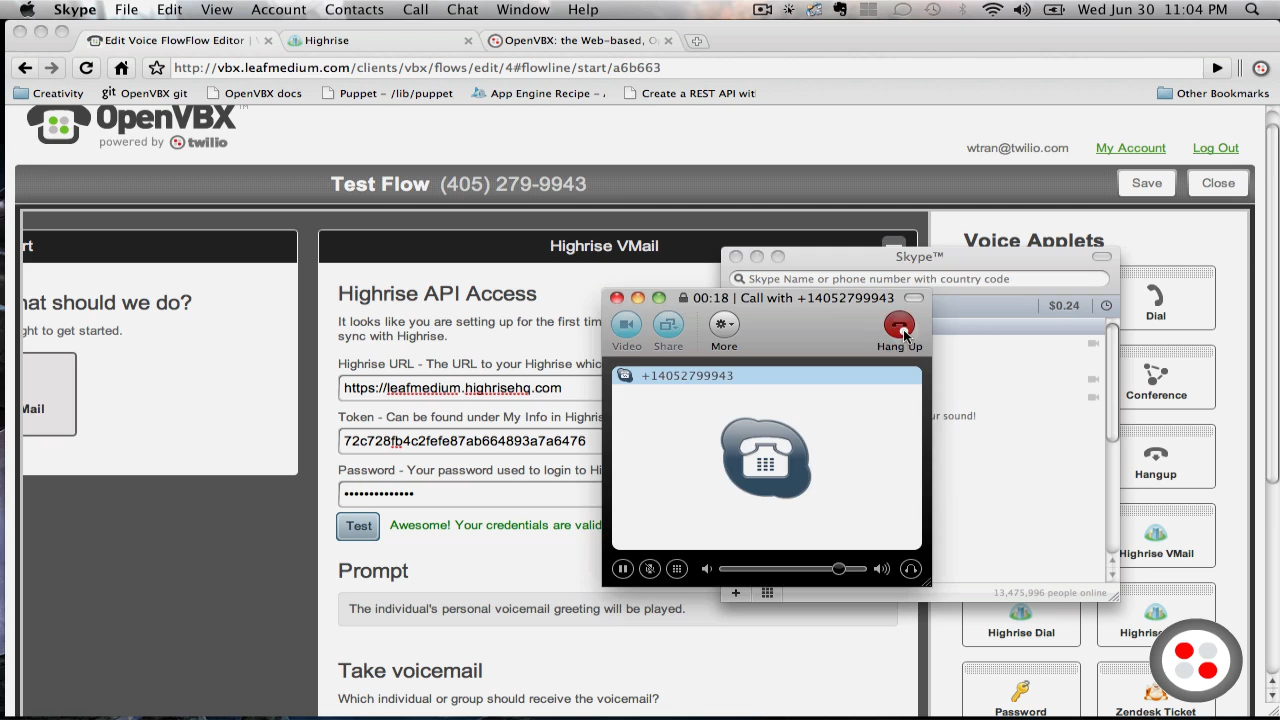 Skype File Edit View Account Contacts Call Chat Window Help Wed Jun 30 11:04 PM
Edit Voice FlowFlow Editor | Highrise OpenVBX: the Web-based, O
http://vbx.leafmedium.com/clients/vbx/flows/edit/4#flowline/start/a6b663
Creativity git OpenVBX git OpenVBX docs Puppet - /lib/puppet App Engine Recipe - Create a REST API wit Other Bookmarks
OpenVBX™
powered by twilio
wtran@twilio.com My Account Log Out
Test Flow (405) 279-9943 Save Close
rt
hat should we do?
ght to get started.
Mail
Highrise VMail
Highrise API Access
It looks like you are setting up for the first time
sync with Highrise.
Highrise URL - The URL to your Highrise whic
https://leafmedium.highrisehq.com
Token - Can be found under My Info in Highris
72c728fb4c2fefe87ab664893a7a6476
Password - Your password used to login to Hi
Test Awesome! Your credentials are valid
Prompt
The individual's personal voicemail greeting will be played.
Take voicemail
Which individual or group should receive the voicemail?
Skype™
Skype Name or phone number with country code
$0.24
ur sound!
13,475,996 people online
00:18 | Call with +14052799943
Video Share More Hang Up
+14052799943
Voice Applets
Dial
Conference
Hangup
Highrise VMail
Highrise Dial Highris
Password Zendesk Ticket